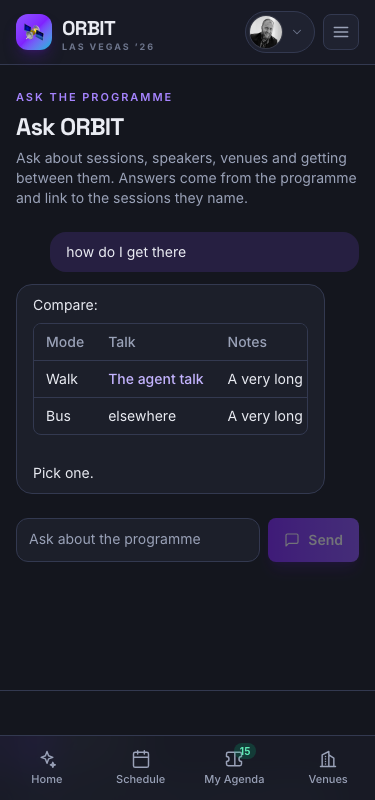 ORBIT
LAS VEGAS '26
ASK THE PROGRAMME
Ask ORBIT
Ask about sessions, speakers, venues and getting
between them. Answers come from the programme
and link to the sessions they name.
how do I get there
Compare:
Mode Talk Notes
Walk The agent talk A very long
Bus elsewhere A very long
Pick one.
Ask about the programme
Send
15
Home Schedule My Agenda Venues